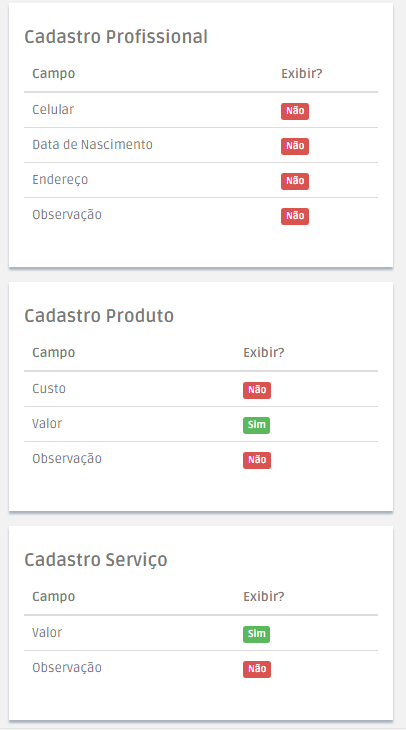 Cadastro Profissional
Campo Exibir?
Celular Não
Data de Nascimento Não
Endereço Não
Observação Não
Cadastro Produto
Campo Exibir?
Custo Não
Valor Sim
Observação Não
Cadastro Serviço
Campo Exibir?
Valor Sim
Observação Não